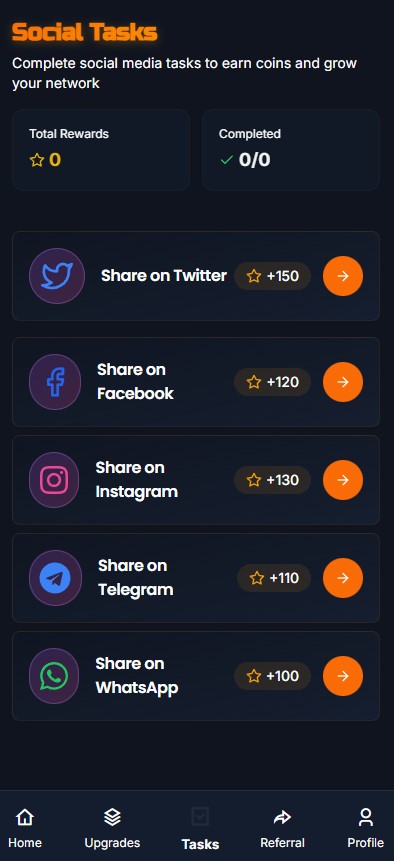 Social Tasks
Complete social media tasks to earn coins and grow
your network
Total Rewards
0
Completed
0/0
Share on Twitter
+150
Share on
Facebook
+120
Share on
Instagram
+130
Share on
Telegram
+110
Share on
WhatsApp
+100
Home
Upgrades
Tasks
Referral
Profile